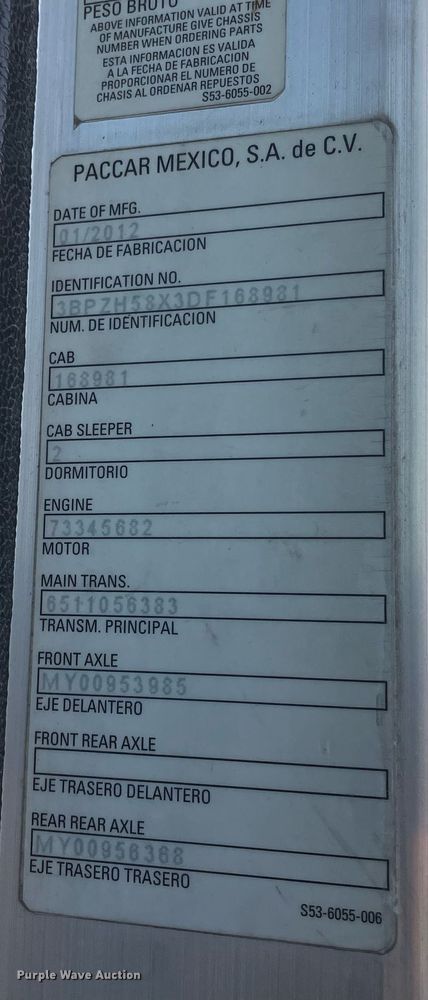 PESO BRUTO
ABOVE INFORMATION VALID AT TIME
OF MANUFACTURE GIVE CHASSIS
NUMBER WHEN ORDERING PARTS
ESTA INFORMACION ES VALIDA
A LA FECHA DE FABRICACION
PROPORCIONAR EL NUMERO DE
CHASIS AL ORDENAR REPUESTOS
S53-6055-002
PACCAR MEXICO, S.A. de C.V.
DATE OF MFG.
01/2012
FECHA DE FABRICACION
IDENTIFICATION NO.
3BPZH58X3DF168981
NUM. DE IDENTIFICACION
CAB
168981
CABINA
CAB SLEEPER
2
DORMITORIO
ENGINE
73345682
MOTOR
MAIN TRANS.
6511056383
TRANSM. PRINCIPAL
FRONT AXLE
MY00953985
EJE DELANTERO
FRONT REAR AXLE
EJE TRASERO DELANTERO
REAR REAR AXLE
MY00956368
EJE TRASERO TRASERO
S53-6055-006
Purple Wave Auction